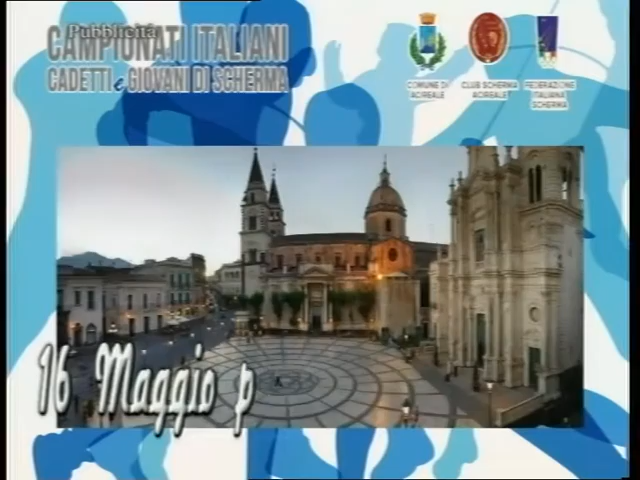 Pubblicità
CAMPIONATI ITALIANI
CADETTI e GIOVANI DI SCHERMA
COMUNE DI
ACIREALE
CLUB SCHERMA
ACIREALE
FEDERAZIONE
ITALIANA
SCHERMA
16 Maggio p